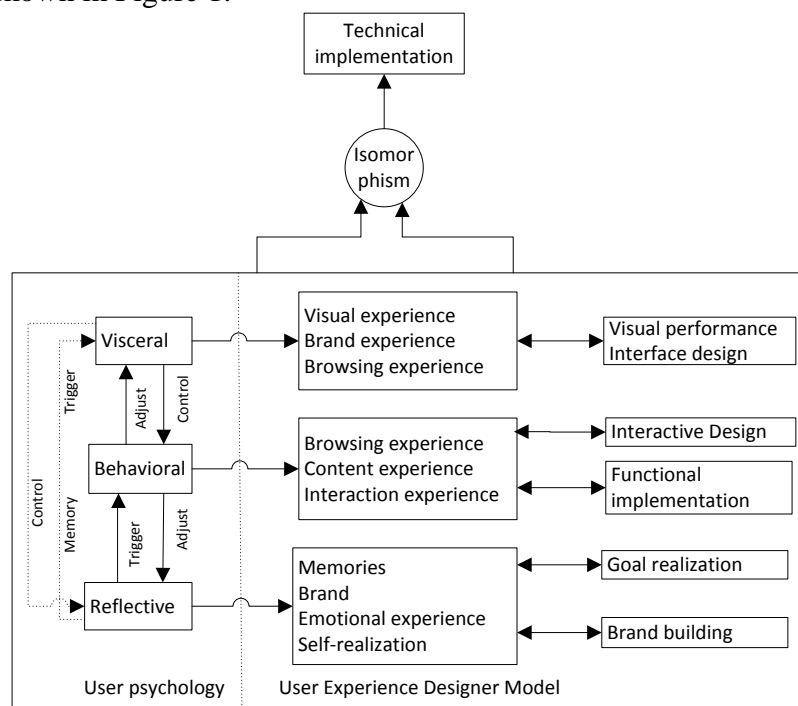 Technical
implementation
Isomor
phism
Visual experience
Brand experience
Browsing experience
Visual performance
Interface design
Visceral
Trigger
Adjust
Control
Behavioral
Browsing experience
Content experience
Interaction experience
Interactive Design
Functional
implementation
Control
Memory
Trigger
Adjust
Reflective
Memories
Brand
Emotional experience
Self-realization
Goal realization
Brand building
User psychology
User Experience Designer Model